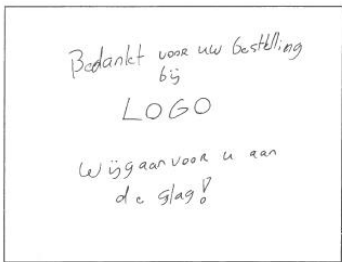 Bedankt voor uw bestelling
bij
LOGO
Wij gaan voor u aan
de slag!